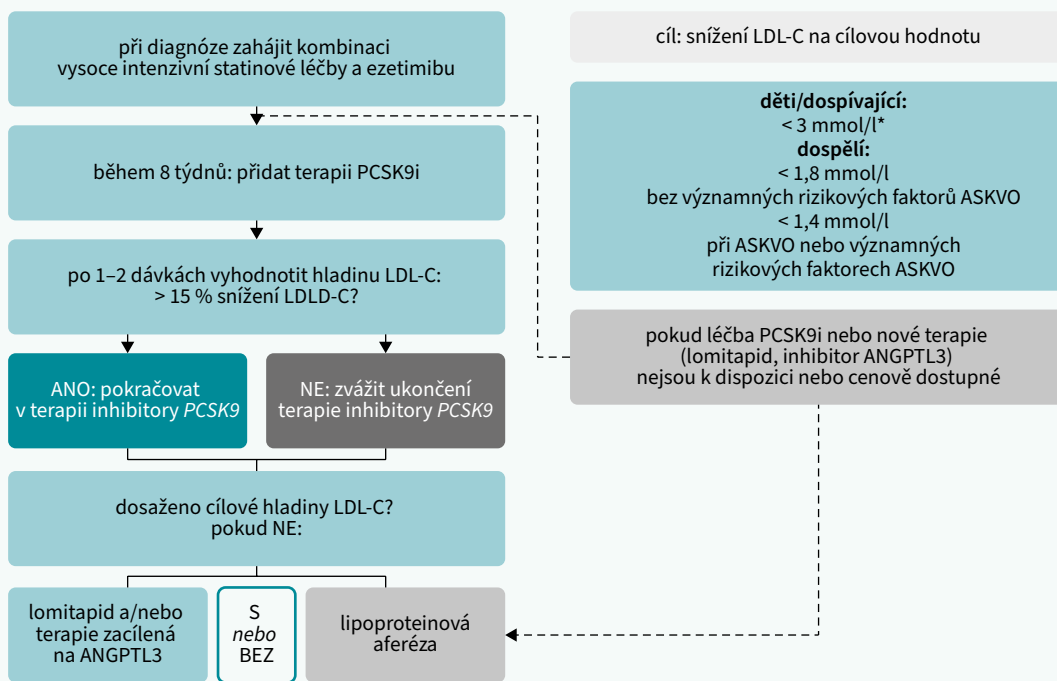 při diagnóze zahájit kombinaci
vysoce intenzivní statinové léčby a ezetimibu
během 8 týdnů: přidat terapii PCSK9i
po 1–2 dávkách vyhodnotit hladinu LDL-C:
> 15 % snížení LDLD-C?
ANO: pokračovat
v terapii inhibitory PCSK9
NE: zvážit ukončení
terapie inhibitory PCSK9
dosaženo cílové hladiny LDL-C?
pokud NE:
lomitapid a/nebo
terapie zacílená
na ANGPTL3
S
nebo
BEZ
lipoproteinová
aferéza
cíl: snížení LDL-C na cílovou hodnotu
děti/dospívající:
< 3 mmol/l*
dospělí:
< 1,8 mmol/l
bez významných rizikových faktorů ASKVO
< 1,4 mmol/l
při ASKVO nebo významných
rizikových faktorech ASKVO
pokud léčba PCSK9i nebo nové terapie
(lomitapid, inhibitor ANGPTL3)
nejsou k dispozici nebo cenově dostupné